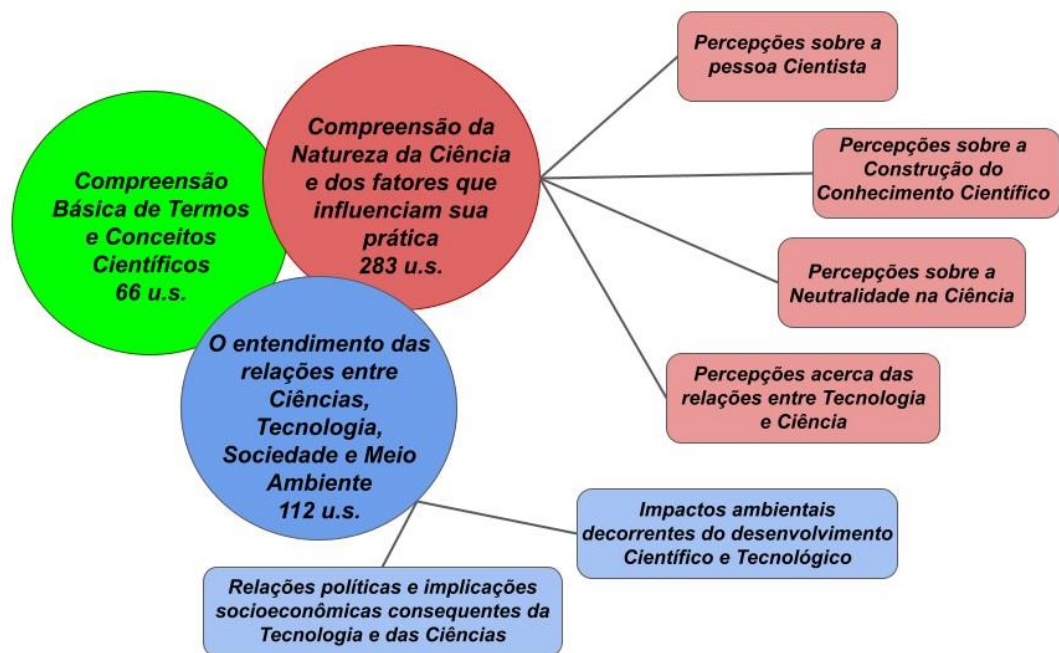 Compreensão
Básica de Termos
e Conceitos
Científicos
66 u.s.
Compreensão da
Natureza da Ciência
e dos fatores que
influenciam sua
prática
283 u.s.
O entendimento das
relações entre
Ciências,
Tecnologia,
Sociedade e Meio
Ambiente
112 u.s.
Percepções sobre a
pessoa Cientista
Percepções sobre a
Construção do
Conhecimento Científico
Percepções sobre a
Neutralidade na Ciência
Percepções acerca das
relações entre Tecnologia
e Ciência
Impactos ambientais
decorrentes do desenvolvimento
Científico e Tecnológico
Relações políticas e implicações
socioeconômicas consequentes da
Tecnologia e das Ciências